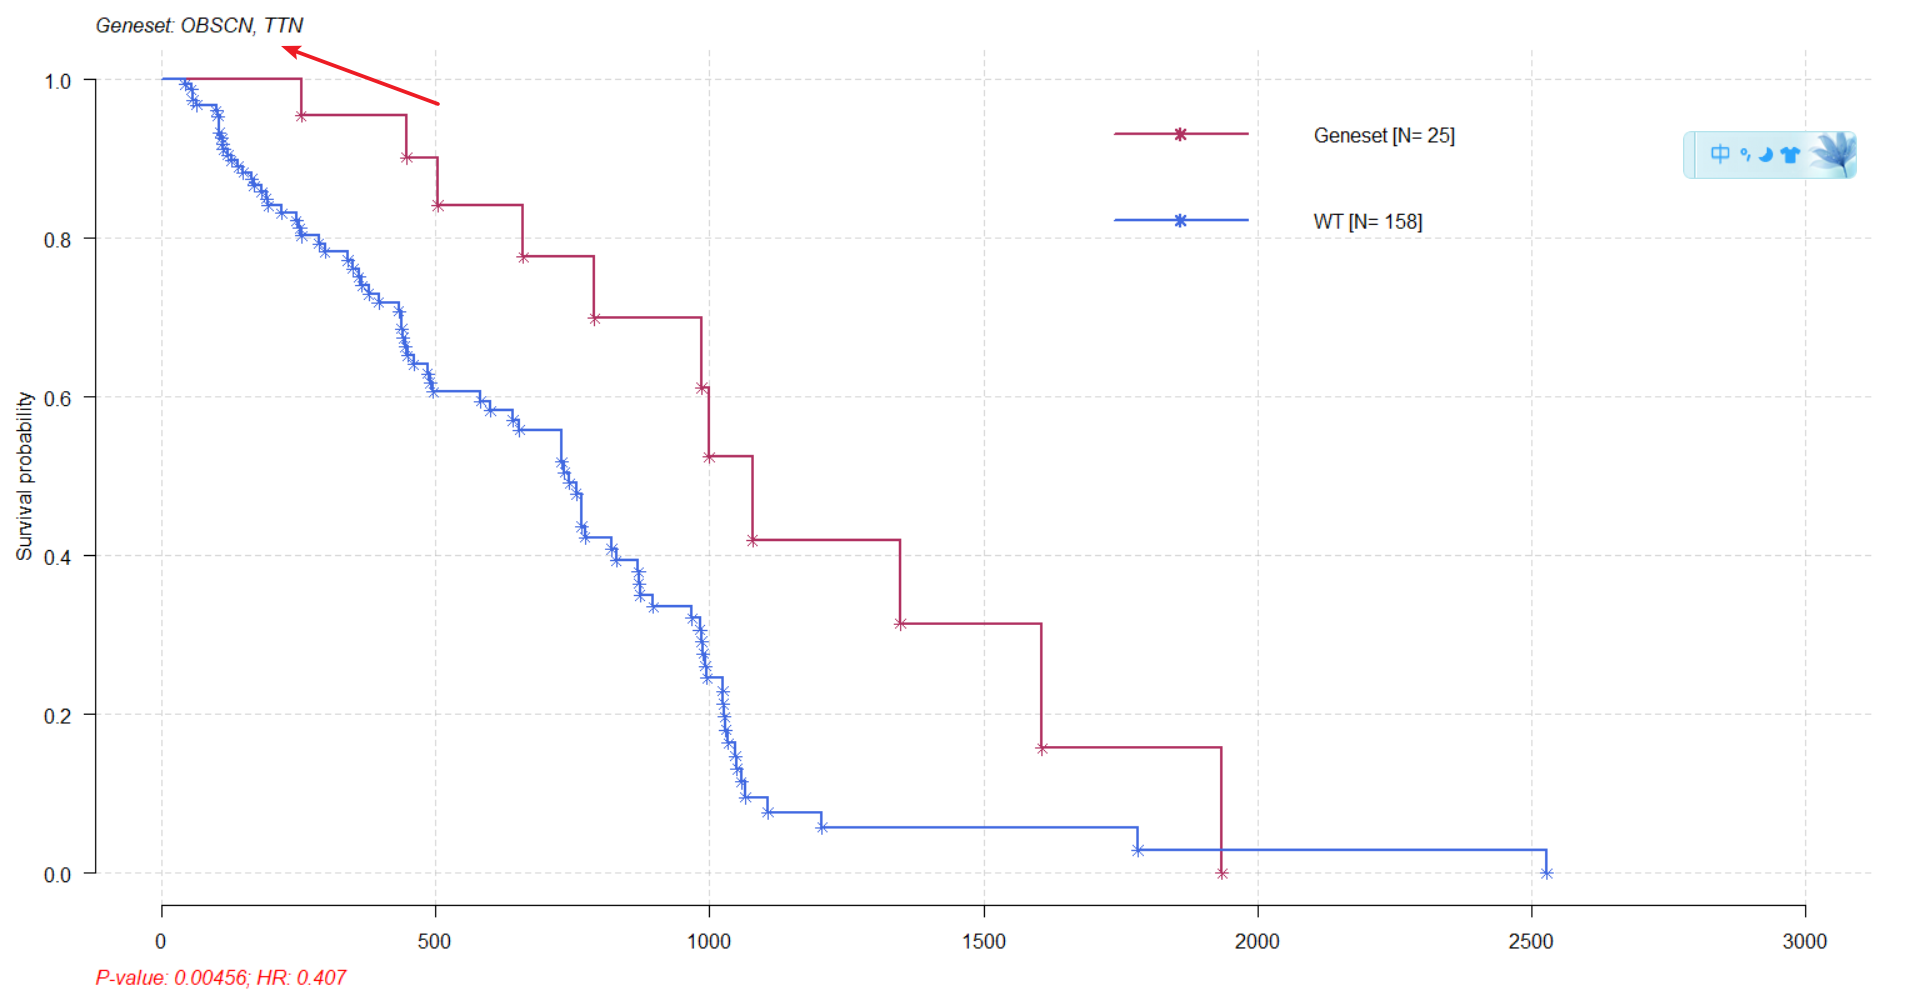 Geneset: OBSCN, TTN
Survival probability
1.0
0.8
0.6
0.4
0.2
0.0
Geneset [N= 25]
WT [N= 158]
中
0 500 1000 1500 2000 2500 3000
P-value: 0.00456; HR: 0.407